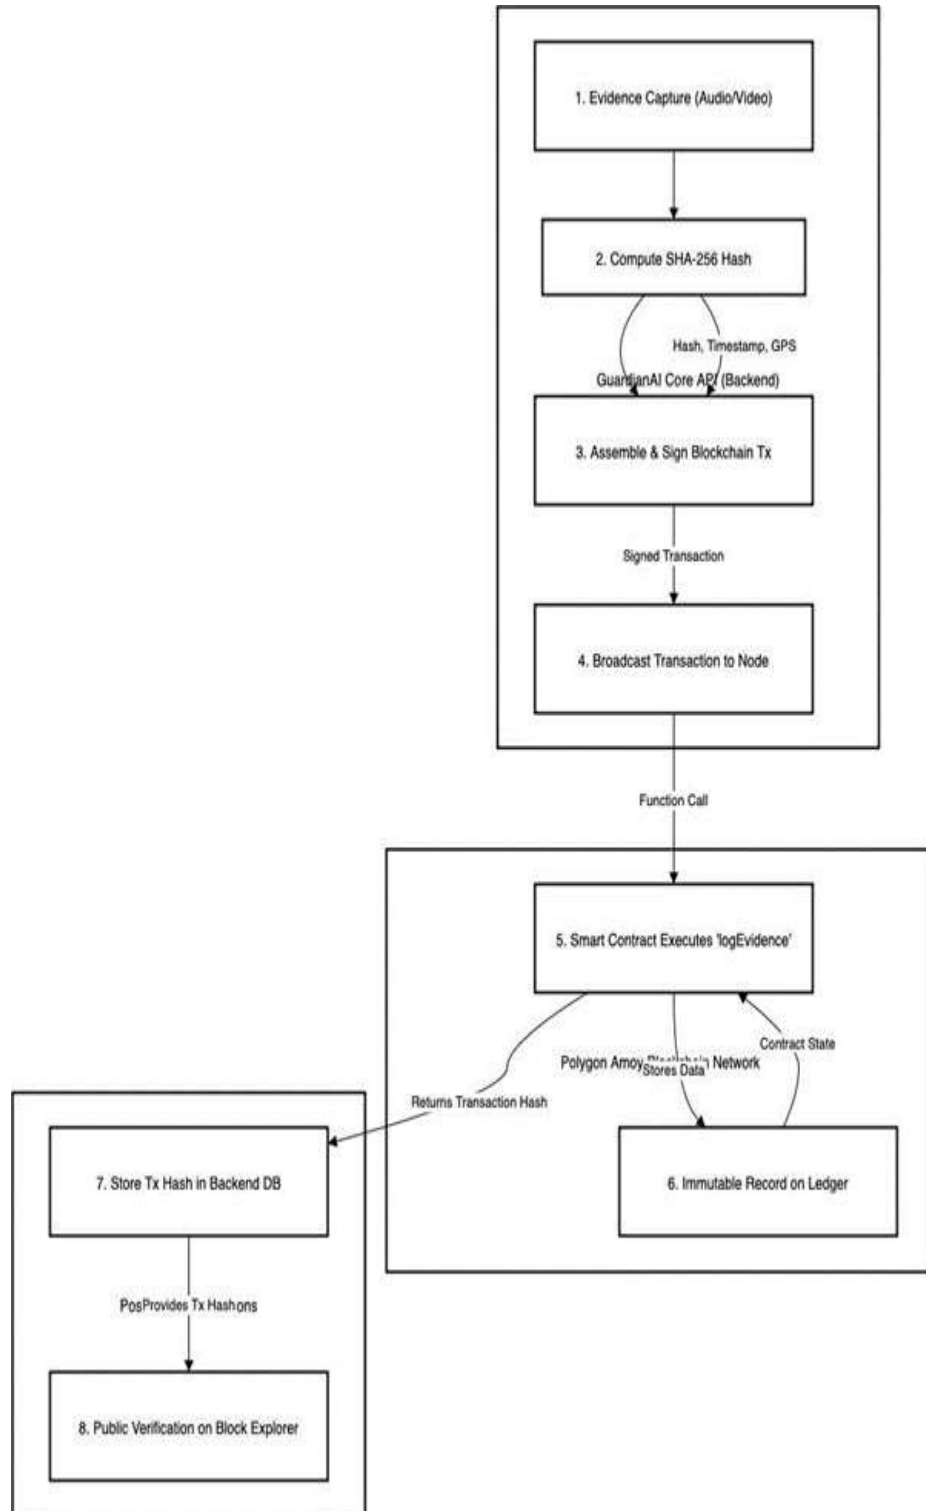 1. Evidence Capture (Audio/Video)
2. Compute SHA-256 Hash
Hash, Timestamp, GPS
GuardianAI Core API (Backend)
3. Assemble & Sign Blockchain Tx
Signed Transaction
4. Broadcast Transaction to Node
Function Call
5. Smart Contract Executes 'logEvidence'
Contract State
Polygon Amoy Blockchain Network
Stores Data
Returns Transaction Hash
7. Store Tx Hash in Backend DB
6. Immutable Record on Ledger
Provides Tx Hash
8. Public Verification on Block Explorer